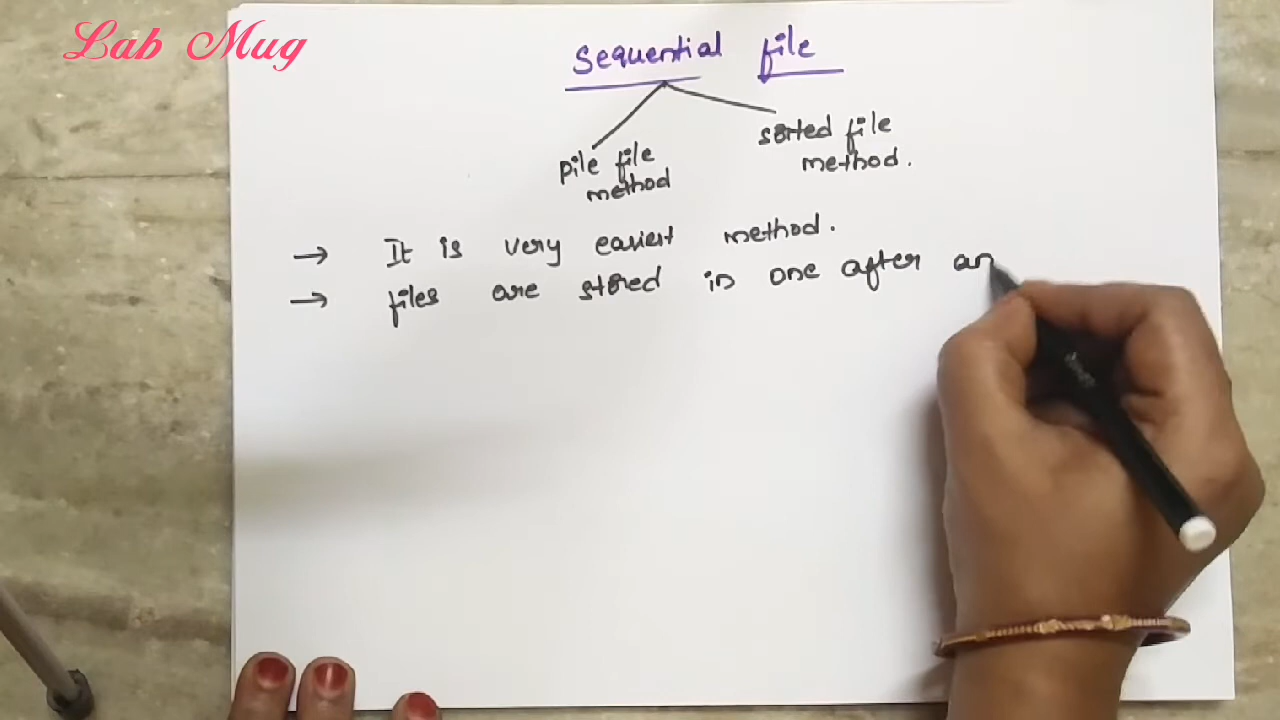 Lab Mug
Sequential file
pile file
method
sorted file
method.
→ It is very easiest method.
→ files are stored in one after an